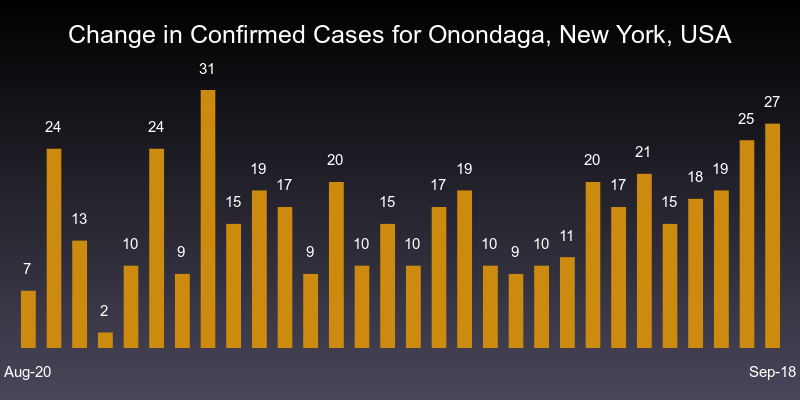 Change in Confirmed Cases for Onondaga, New York, USA
7 24 13 2 10 24 9 31 15 19 17 9 20 10 15 10 17 19 10 9 10 11 20 17 21 15 18 19 25 27
Aug-20 Sep-18